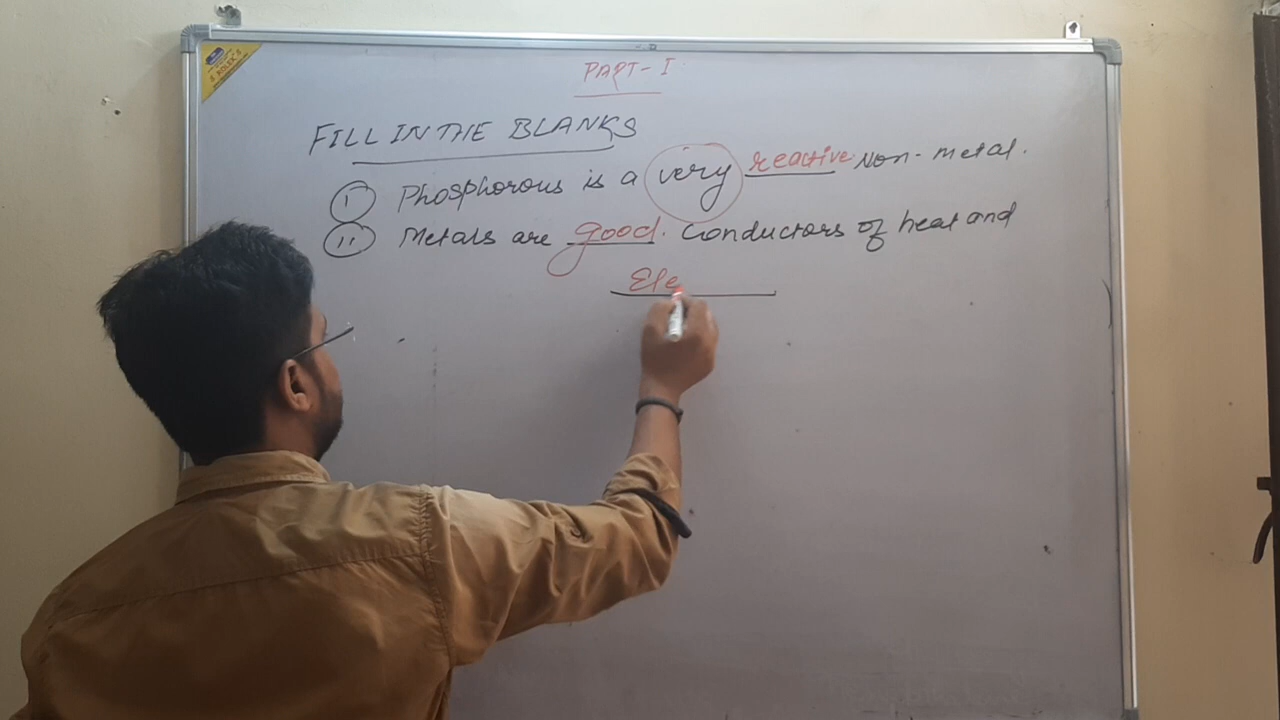 PART-I
FILL IN THE BLANKS
i Phosphorous is a very reactive Non-metal.
ii Metals are good. Conductors of heat and
Ele